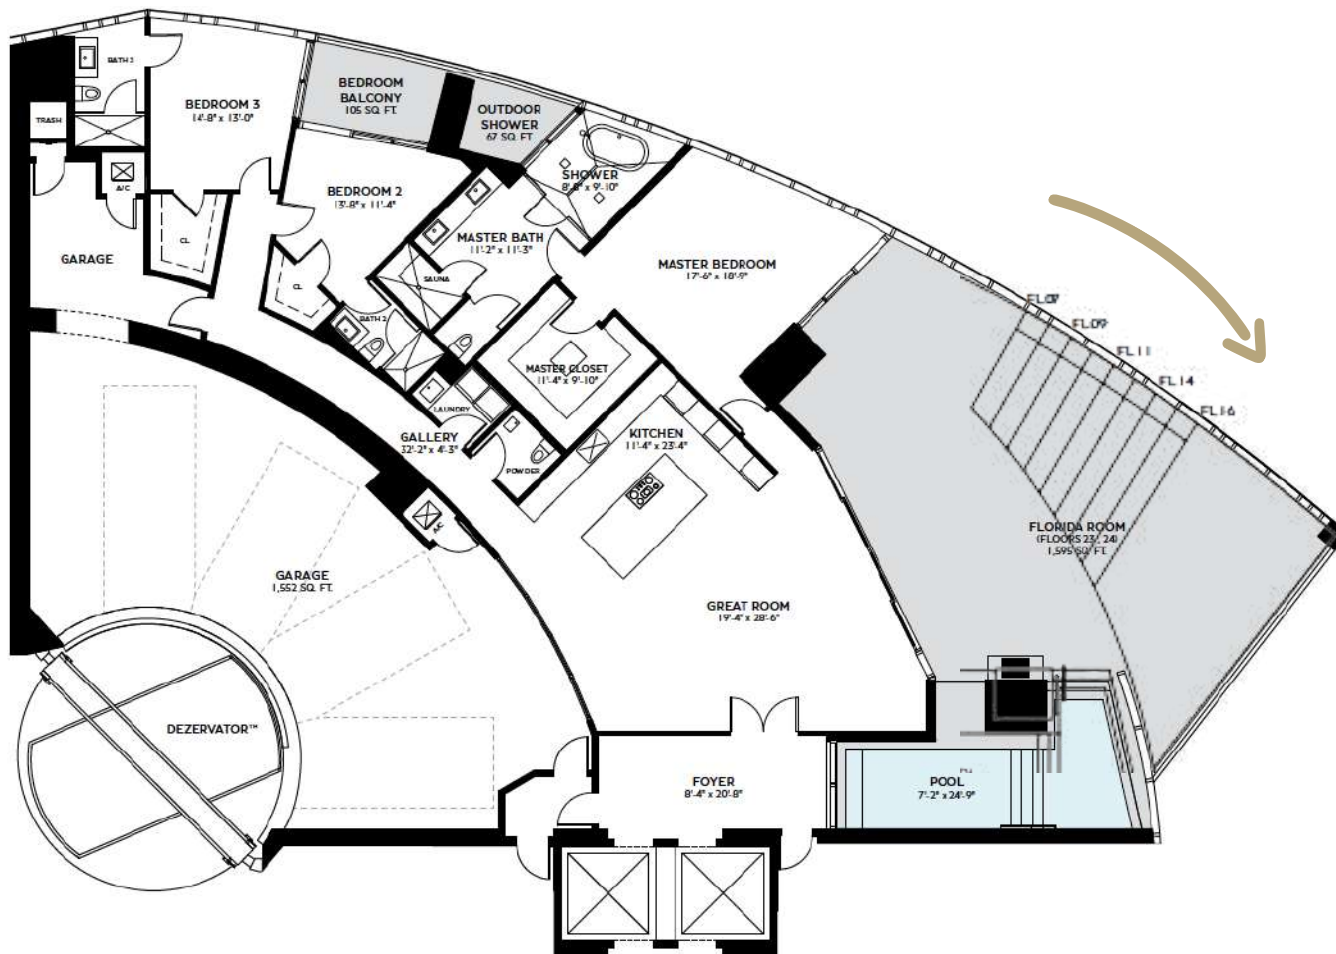 BATH 3
TRASH
A/C
BEDROOM 3
14'-8" x 13'-0"
BEDROOM
BALCONY
105 SQ. FT.
OUTDOOR
SHOWER
67 SQ. FT.
SHOWER
8'-8" x 9'-10"
CL
BEDROOM 2
13'-8" x 11'-4"
CL
MASTER BATH
11'-2" x 11'-3"
SAUNA
MASTER BEDROOM
17'-6" x 18'-9"
GARAGE
BATH 2
MASTER CLOSET
11'-4" x 9'-10"
LAUNDRY
GALLERY
32'-2" x 4'-3"
POWDER
KITCHEN
11'-4" x 23'-4"
FL.07
FL.09
FL.11
FL.14
FL.16
A/C
FLORIDA ROOM
(FLOORS 23, 24)
1,595 SQ. FT.
GARAGE
1,552 SQ. FT.
GREAT ROOM
19'-4" x 28'-6"
DEZERVATOR™
FOYER
8'-4" x 20'-8"
POOL
7'-2" x 24'-9"